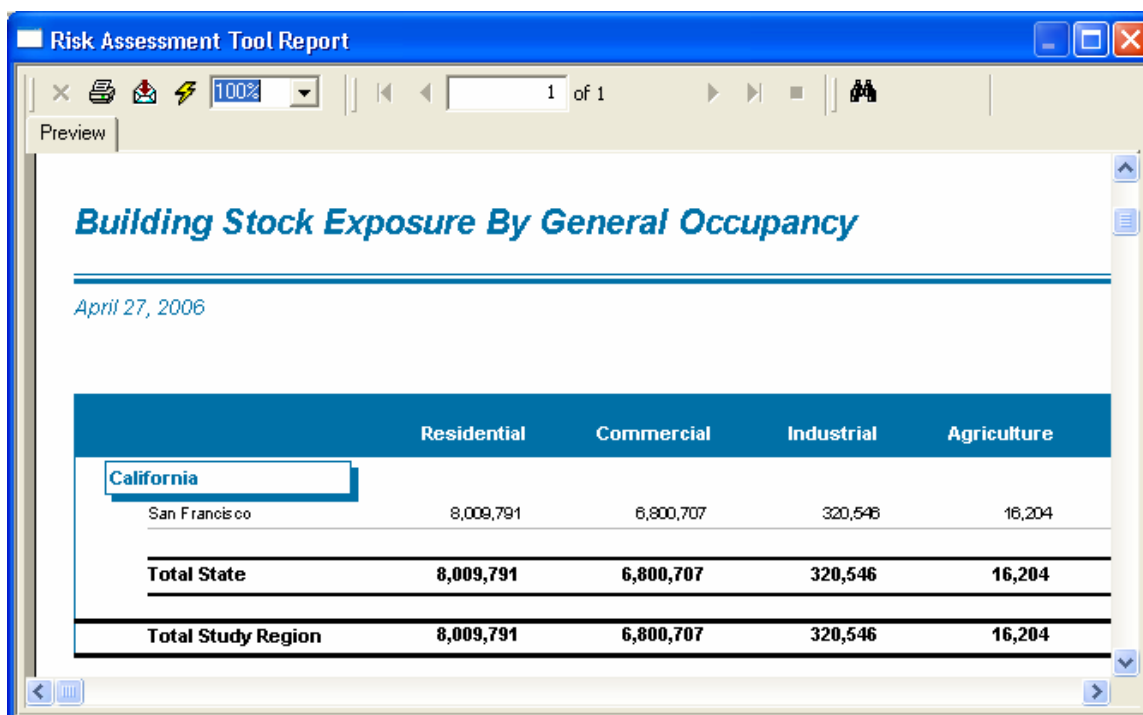 Risk Assessment Tool Report
100% 1 of 1
Preview
Building Stock Exposure By General Occupancy
April 27, 2006
Residential Commercial Industrial Agriculture
California
San Francisco 8,009,791 6,800,707 320,546 16,204
Total State 8,009,791 6,800,707 320,546 16,204
Total Study Region 8,009,791 6,800,707 320,546 16,204